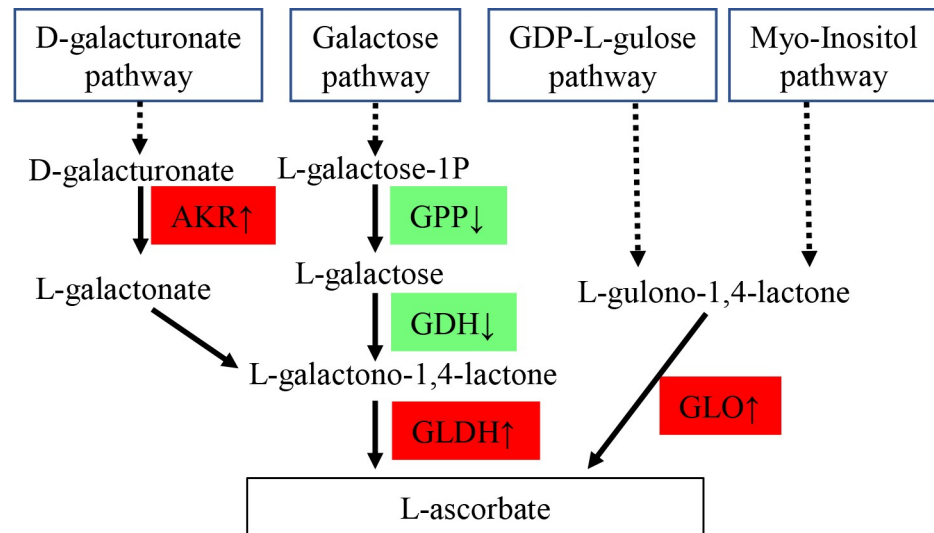 D-galacturonate
pathway
Galactose
pathway
GDP-L-gulose
pathway
Myo-Inositol
pathway
D-galacturonate
L-galactose-1P
AKR↑
GPP↓
L-galactonate
L-galactose
L-gulono-1,4-lactone
GDH↓
L-galactono-1,4-lactone
GLDH↑
GLO↑
L-ascorbate